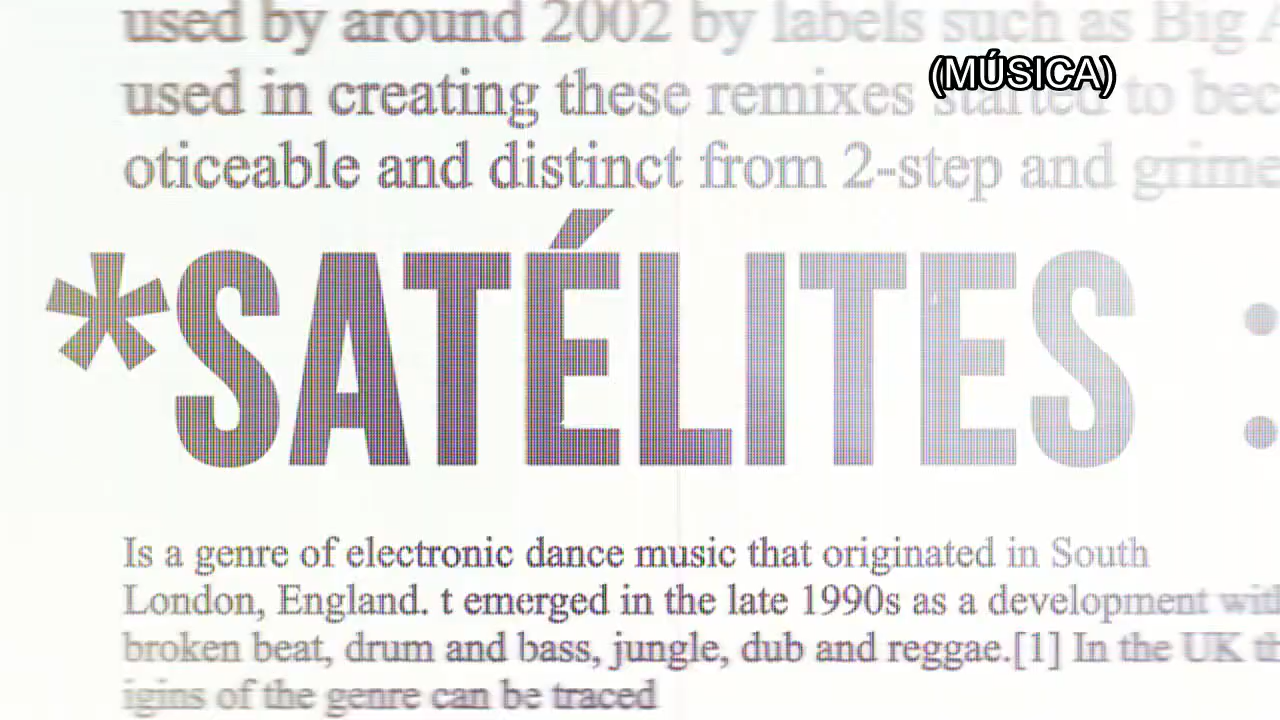 used by around 2002 by labels such as Big A
(MÚSICA)
used in creating these remixes started to bec
oticeable and distinct from 2-step and grime
*SATÉLITES :
Is a genre of electronic dance music that originated in South
London, England. t emerged in the late 1990s as a development with
broken beat, drum and bass, jungle, dub and reggae.[1] In the UK th
igins of the genre can be traced